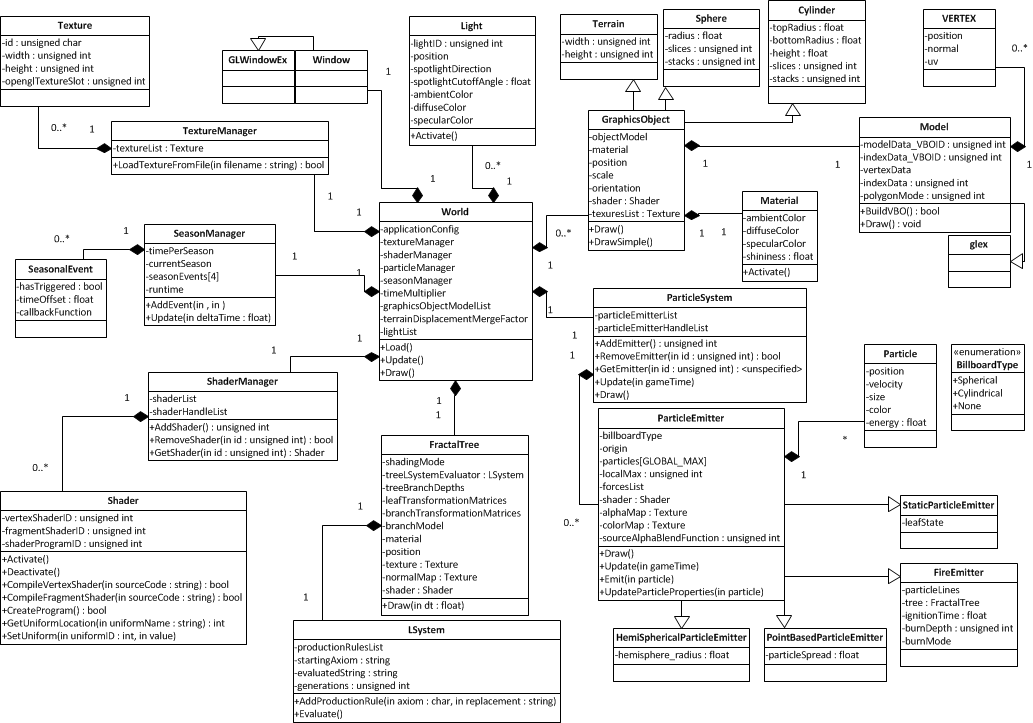 Texture
-id : unsigned char
-width : unsigned int
-height : unsigned int
-openglTextureSlot : unsigned int
0..*
1
TextureManager
-textureList : Texture
+LoadTextureFromFile(in filename : string) : bool
1
1
GLWindowEx
Window
1
1
Light
-lightID : unsigned int
-position
-spotlightDirection
-spotlightCutoffAngle : float
-ambientColor
-diffuseColor
-specularColor
+Activate()
0..*
1
Terrain
-width : unsigned int
-height : unsigned int
Sphere
-radius : float
-slices : unsigned int
-stacks : unsigned int
Cylinder
-topRadius : float
-bottomRadius : float
-height : float
-slices : unsigned int
-stacks : unsigned int
VERTEX
-position
-normal
-uv
0..*
1
GraphicsObject
-objectModel
-material
-position
-scale
-orientation
-shader : Shader
-texuresList : Texture
+Draw()
+DrawSimple()
1
1
Model
-modelData_VBOID : unsigned int
-indexData_VBOID : unsigned int
-vertexData
-indexData : unsigned int
-polygonMode : unsigned int
+BuildVBO() : bool
+Draw() : void
glex
Material
-ambientColor
-diffuseColor
-specularColor
-shininess : float
+Activate()
1
1
World
-applicationConfig
-textureManager
-shaderManager
-particleManager
-seasonManager
-timeMultiplier
-graphicsObjectModelList
-terrainDisplacementMergeFactor
-lightList
+Load()
+Update()
+Draw()
0..*
1
SeasonManager
-timePerSeason
-currentSeason
-seasonEvents[4]
-runtime
+AddEvent(in , in )
+Update(in deltaTime : float)
1
1
1
0..*
SeasonalEvent
-hasTriggered : bool
-timeOffset : float
-callbackFunction
ShaderManager
-shaderList
-shaderHandleList
+AddShader() : unsigned int
+RemoveShader(in id : unsigned int) : bool
+GetShader(in id : unsigned int) : Shader
1
1
1
0..*
Shader
-vertexShaderID : unsigned int
-fragmentShaderID : unsigned int
-shaderProgramID : unsigned int
+Activate()
+Deactivate()
+CompileVertexShader(in sourceCode : string) : bool
+CompileFragmentShader(in sourceCode : string) : bool
+CreateProgram() : bool
+GetUniformLocation(in uniformName : string) : int
+SetUniform(in uniformID : int, in value)
1
1
FractalTree
-shadingMode
-treeLSystemEvaluator : LSystem
-treeBranchDepths
-leafTransformationMatrices
-branchTransformationMatrices
-branchModel
-material
-position
-texture : Texture
-normalMap : Texture
-shader : Shader
+Draw(in dt : float)
1
1
LSystem
-productionRulesList
-startingAxiom : string
-evaluatedString : string
-generations : unsigned int
+AddProductionRule(in axiom : char, in replacement : string)
+Evaluate()
ParticleSystem
-particleEmitterList
-particleEmitterHandleList
+AddEmitter() : unsigned int
+RemoveEmitter(in id : unsigned int) : bool
+GetEmitter(in id : unsigned int) : <unspecified>
+Update(in gameTime)
+Draw()
1
1
1
0..*
ParticleEmitter
-billboardType
-origin
-particles[GLOBAL_MAX]
-localMax : unsigned int
-forcesList
-shader : Shader
-alphaMap : Texture
-colorMap : Texture
-sourceAlphaBlendFunction : unsigned int
+Draw()
+Update(in gameTime)
+Emit(in particle)
+UpdateParticleProperties(in particle)
Particle
-position
-velocity
-size
-color
-energy : float
*
1
«enumeration»
BillboardType
+Spherical
+Cylindrical
+None
StaticParticleEmitter
-leafState
FireEmitter
-particleLines
-tree : FractalTree
-ignitionTime : float
-burnDepth : unsigned int
-burnMode
HemiSphericalParticleEmitter
-hemisphere_radius : float
PointBasedParticleEmitter
-particleSpread : float